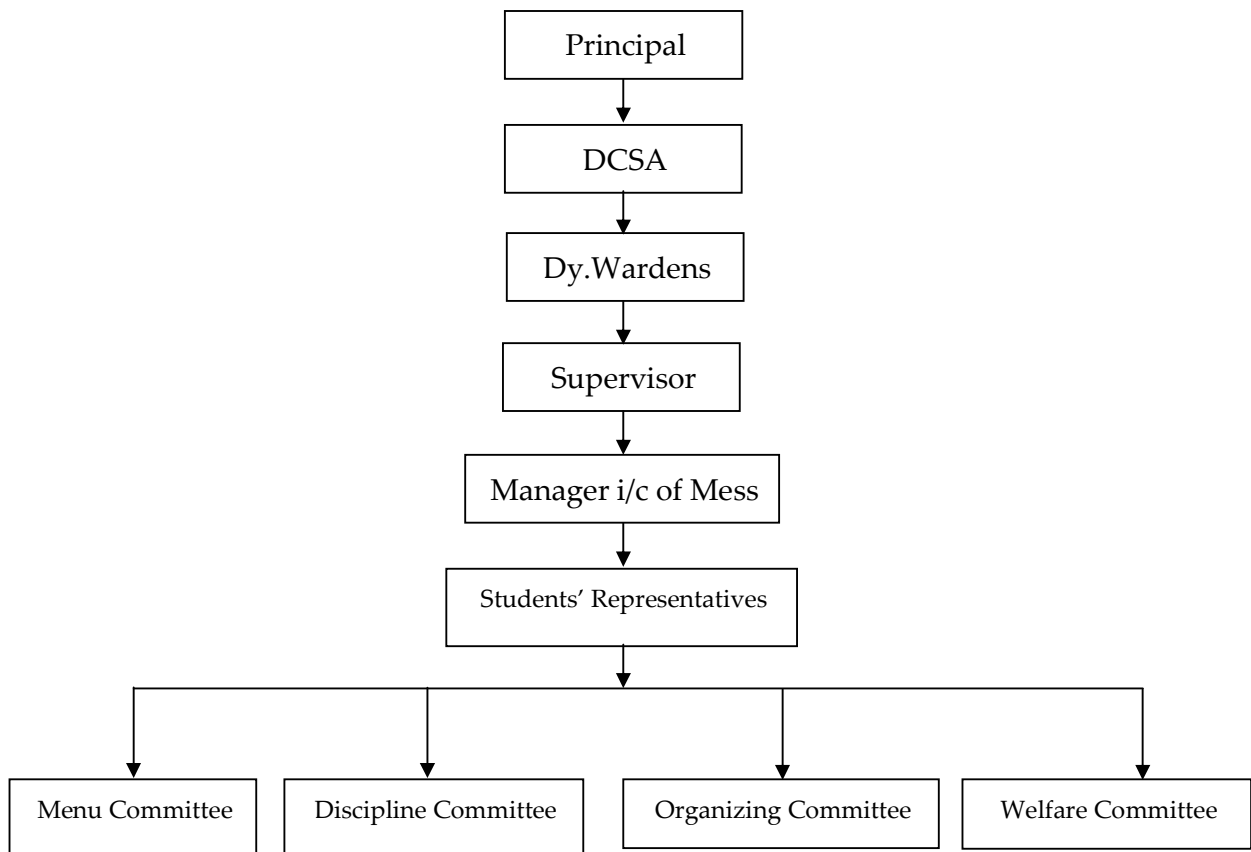 Principal
DCSA
Dy.Wardens
Supervisor
Manager i/c of Mess
Students’ Representatives
Menu Committee
Discipline Committee
Organizing Committee
Welfare Committee